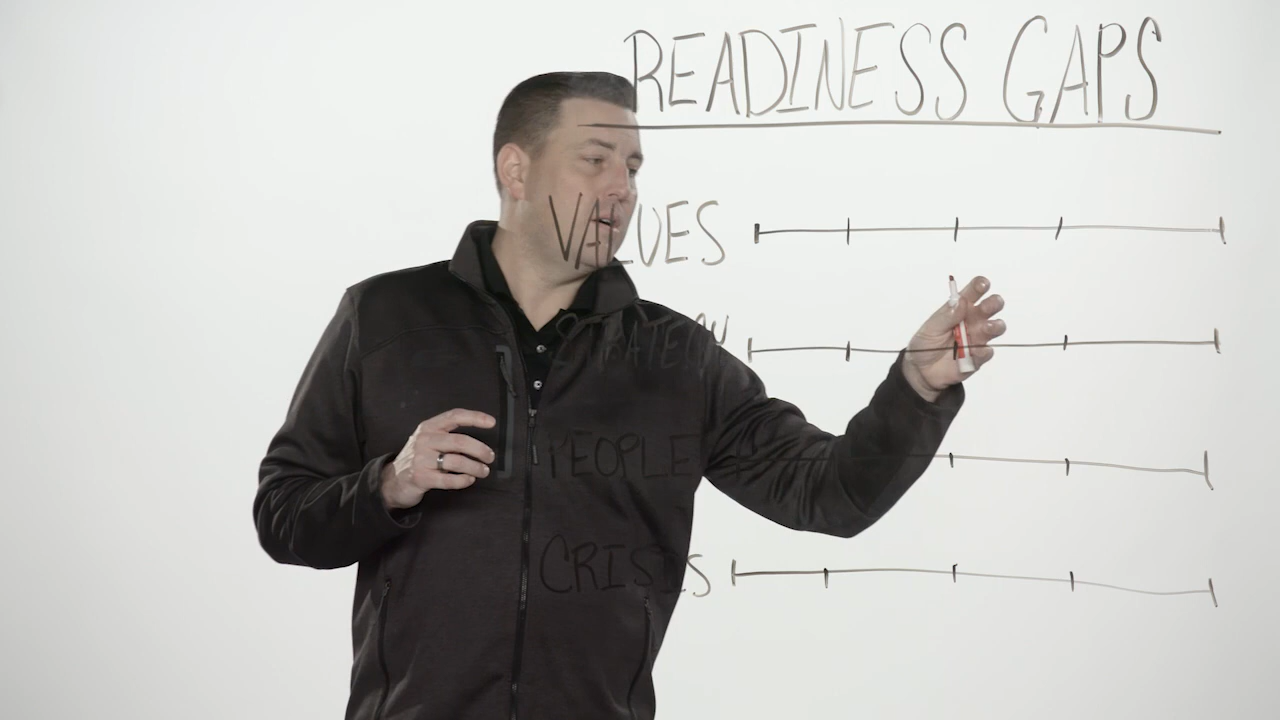 READINESS GAPS
VALUES
STRATEGY
PEOPLE
CRISIS